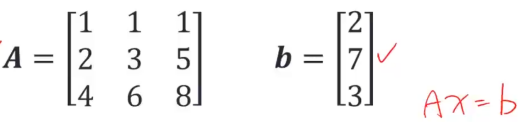 A = [1 1 1; 2 3 5; 4 6 8] b = [2; 7; 3] ✓
AX = b